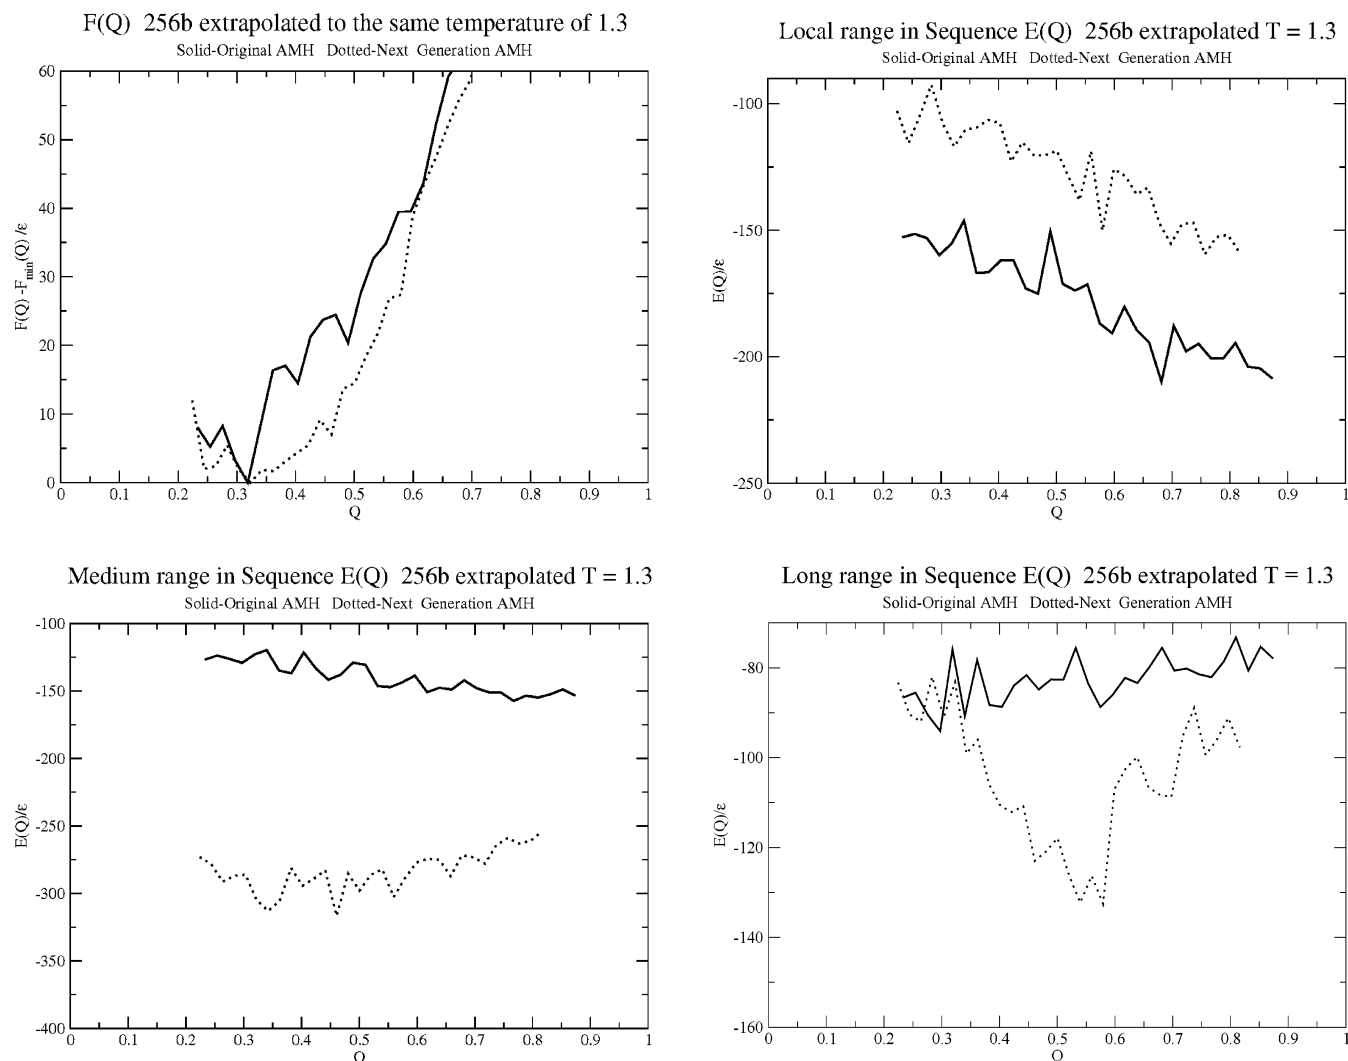 F(Q) 256b extrapolated to the same temperature of 1.3
Solid-Original AMH Dotted-Next Generation AMH
60
50
40
30
20
10
0
F(Q) -Fmin(Q) /ε
0 0.1 0.2 0.3 0.4 0.5 0.6 0.7 0.8 0.9 1
Q
Local range in Sequence E(Q) 256b extrapolated T = 1.3
Solid-Original AMH Dotted-Next Generation AMH
-100
-150
-200
-250
E(Q)/ε
0 0.1 0.2 0.3 0.4 0.5 0.6 0.7 0.8 0.9 1
Q
Medium range in Sequence E(Q) 256b extrapolated T = 1.3
Solid-Original AMH Dotted-Next Generation AMH
-100
-150
-200
-250
-300
-350
-400
E(Q)/ε
0 0.1 0.2 0.3 0.4 0.5 0.6 0.7 0.8 0.9 1
Q
Long range in Sequence E(Q) 256b extrapolated T = 1.3
Solid-Original AMH Dotted-Next Generation AMH
-80
-100
-120
-140
-160
E(Q)/ε
0 0.1 0.2 0.3 0.4 0.5 0.6 0.7 0.8 0.9 1
Q